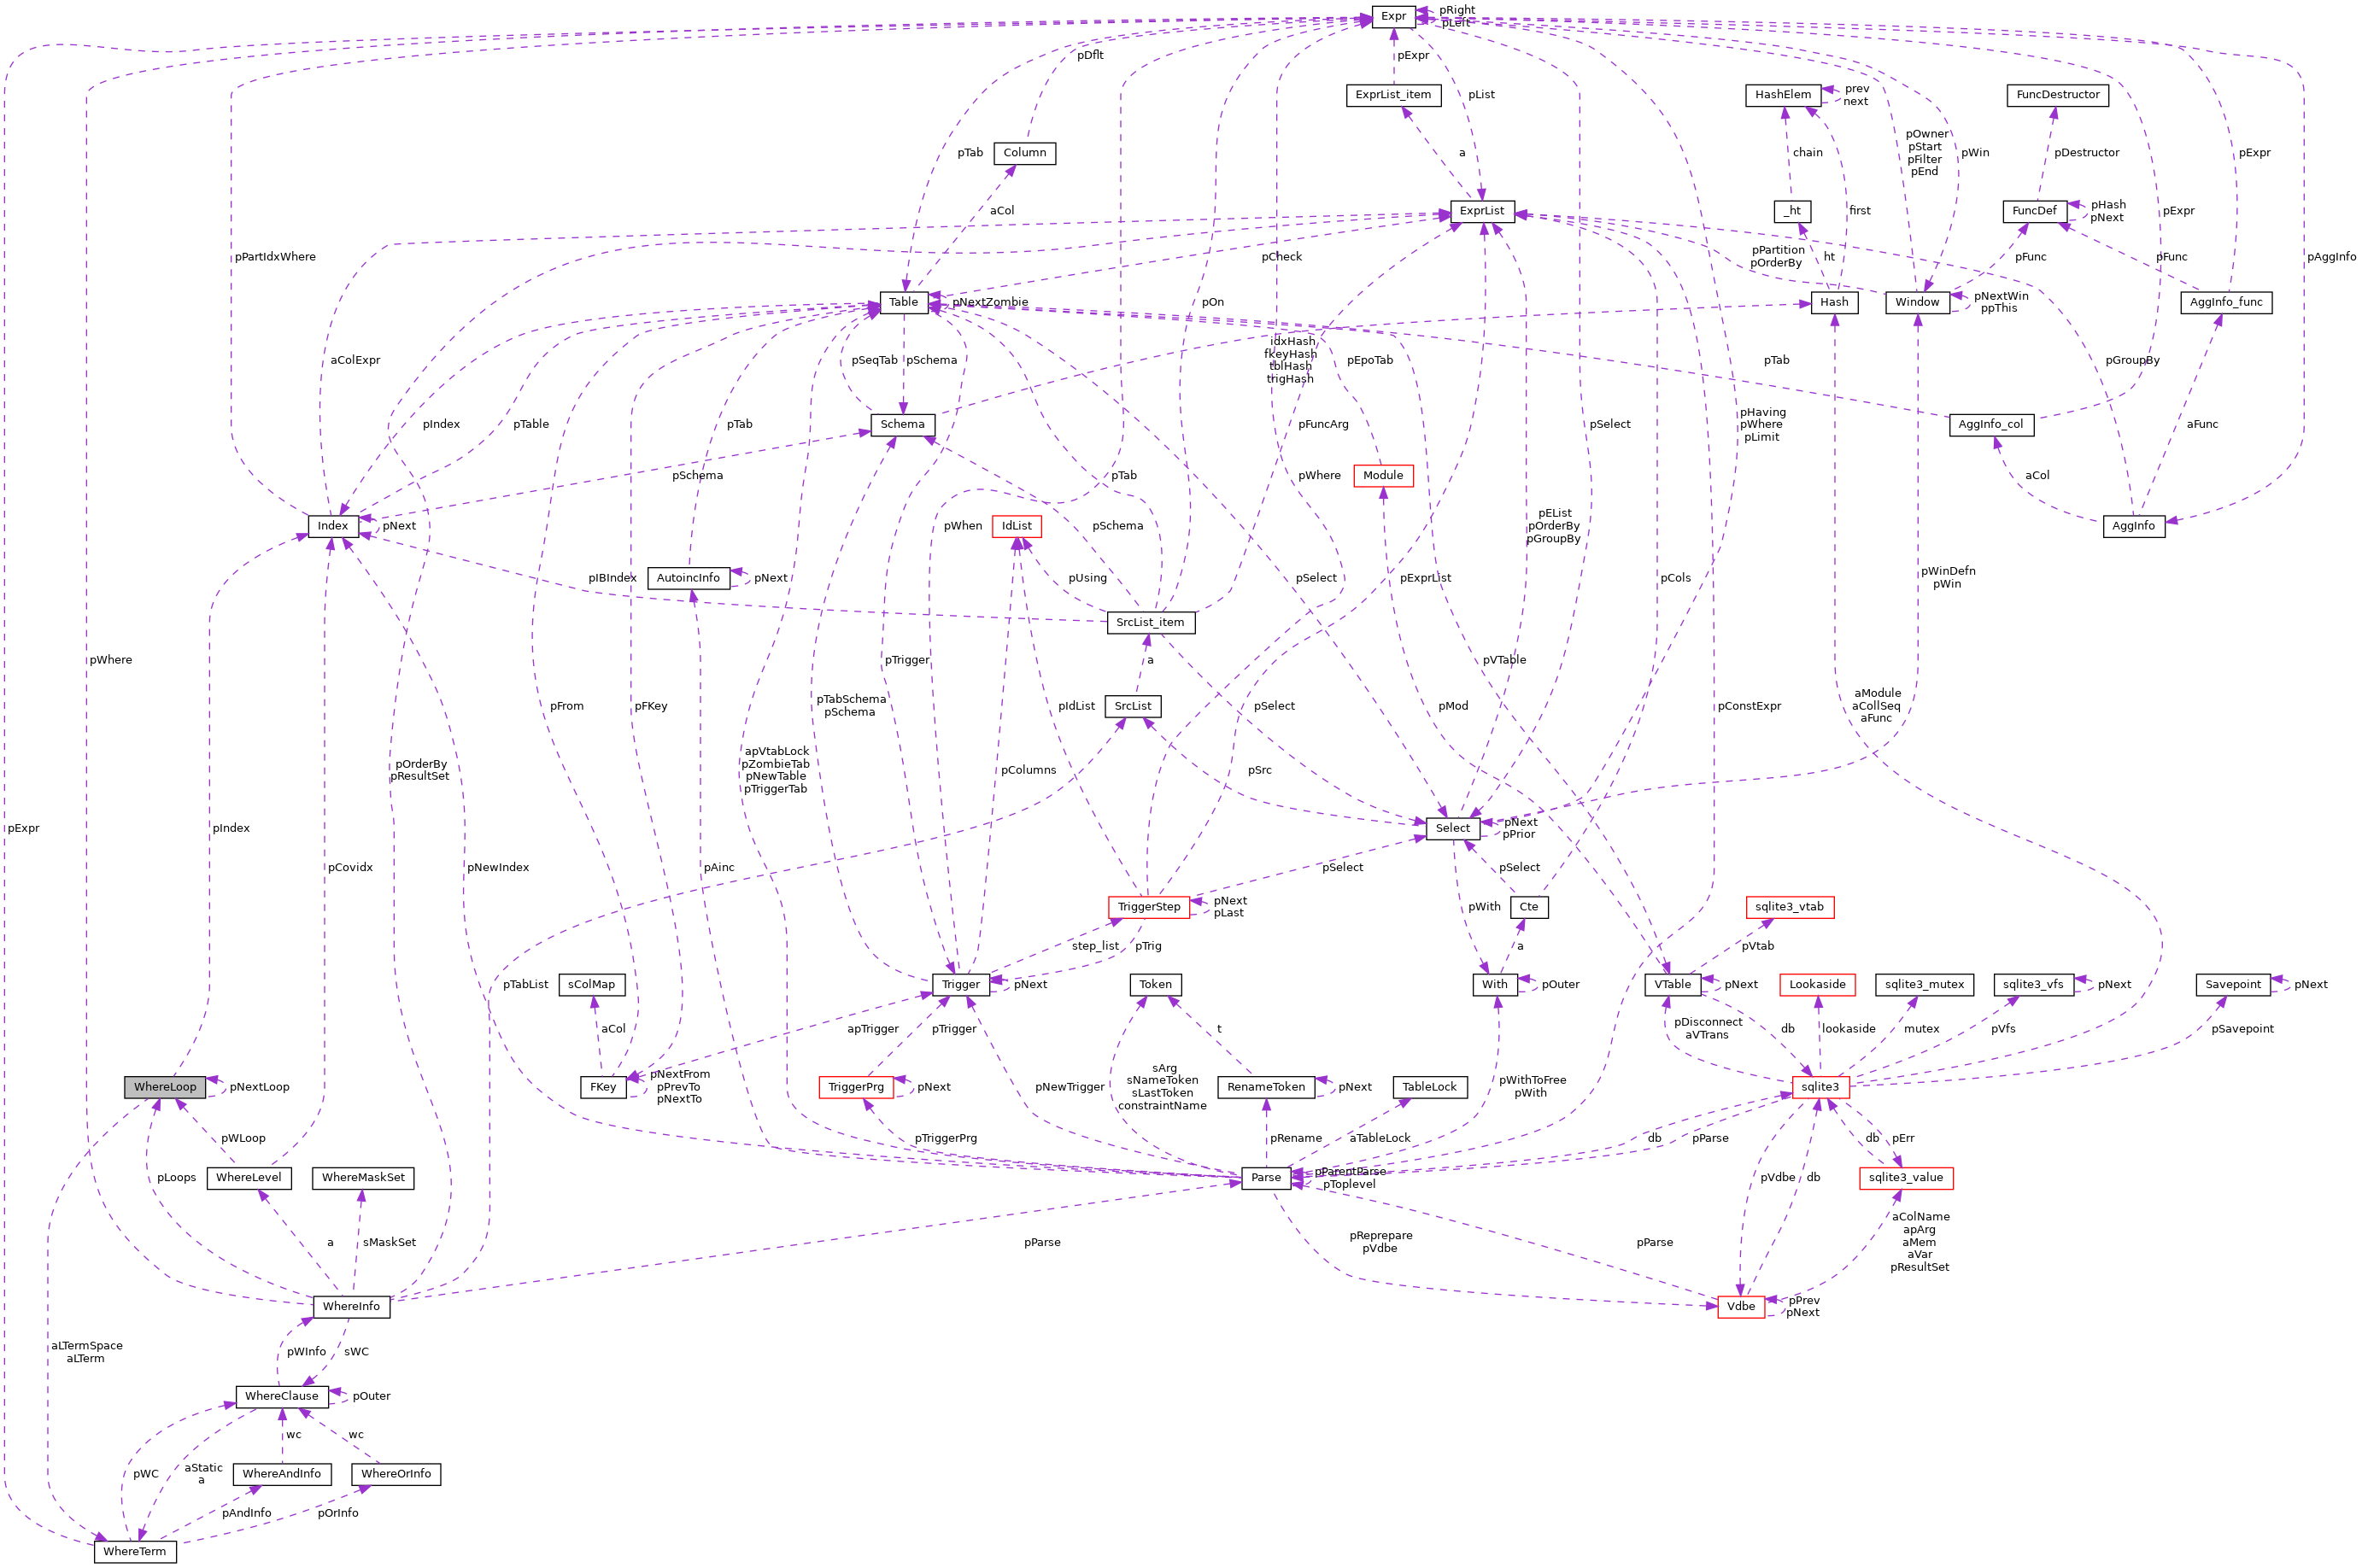 Expr
pRight
pLeft
pDflt
pExpr
ExprList_item
pList
HashElem
prev
next
FuncDestructor
Column
pTab
a
chain
pOwner
pStart
pFilter
pEnd
pWin
pDestructor
pExpr
aCol
ExprList
_ht
first
FuncDef
pHash
pNext
pExpr
pPartIdxWhere
pCheck
pPartition
pOrderBy
ht
pFunc
pFunc
pAggInfo
Table
pNextZombie
pOn
Hash
Window
pNextWin
ppThis
AggInfo_func
aColExpr
pSeqTab
pSchema
idxHash
fkeyHash
tblHash
trigHash
pEpoTab
pTab
pGroupBy
pIndex
pTable
pTab
Schema
pFuncArg
pSelect
pHaving
pWhere
pLimit
AggInfo_col
aFunc
pSchema
pTab
pWhere
Module
aCol
Index
pNext
pWhen
IdList
pSchema
pEList
pOrderBy
pGroupBy
AggInfo
AutoincInfo
pNext
pIBIndex
pUsing
pSelect
pExprList
pCols
pWinDefn
pWin
SrcList_item
pWhere
pTrigger
a
pVTable
pFrom
pFKey
pTabSchema
pSchema
pIdList
SrcList
pSelect
pMod
pConstExpr
aModule
aCollSeq
aFunc
pOrderBy
pResultSet
apVtabLock
pZombieTab
pNewTable
pTriggerTab
pColumns
pSrc
pExpr
pIndex
Select
pNext
pPrior
pCovidx
pNewIndex
pAinc
pSelect
pSelect
TriggerStep
pNext
pLast
pWith
Cte
sqlite3_vtab
step_list
pTrig
a
pVtab
pTabList
sColMap
Trigger
pNext
Token
With
pOuter
VTable
pNext
Lookaside
sqlite3_mutex
sqlite3_vfs
pNext
Savepoint
pNext
aCol
apTrigger
pTrigger
t
pDisconnect
aVTrans
db
lookaside
mutex
pVfs
pSavepoint
WhereLoop
pNextLoop
FKey
pNextFrom
pPrevTo
pNextTo
TriggerPrg
pNext
pNewTrigger
sArg
sNameToken
sLastToken
constraintName
RenameToken
pNext
TableLock
pWithToFree
pWith
sqlite3
pWLoop
pTriggerPrg
pRename
aTableLock
db
pParse
db
pErr
pLoops
WhereLevel
WhereMaskSet
Parse
pParentParse
pToplevel
pVdbe
db
sqlite3_value
a
sMaskSet
pParse
pReprepare
pVdbe
pParse
aColName
apArg
aMem
aVar
pResultSet
WhereInfo
Vdbe
pPrev
pNext
aLTermSpace
aLTerm
pWInfo
sWC
WhereClause
pOuter
wc
wc
pWC
aStatic
a
WhereAndInfo
WhereOrInfo
pAndInfo
pOrInfo
WhereTerm